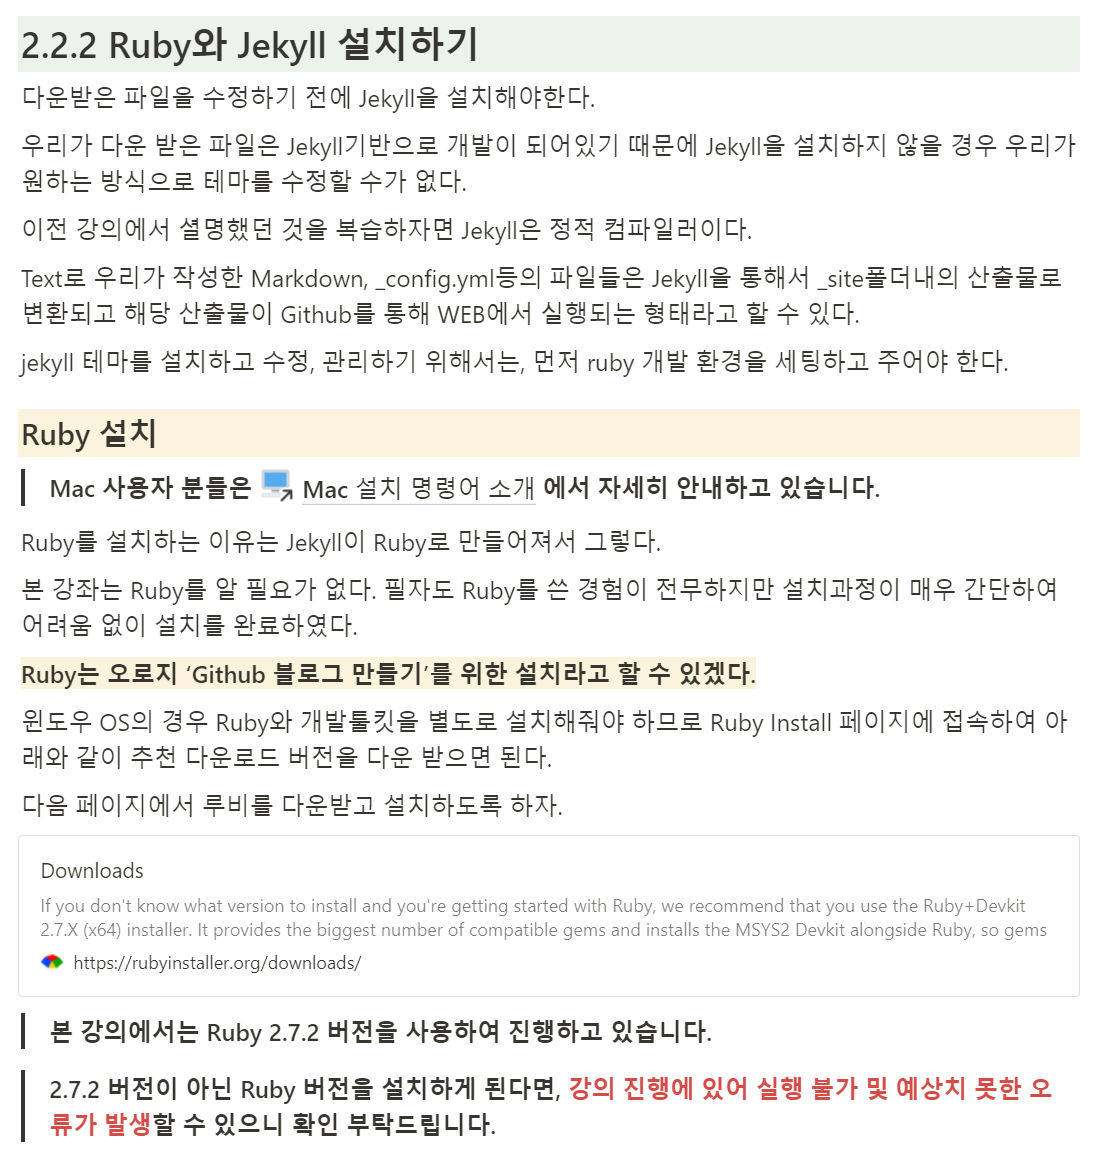 2.2.2 Ruby와 Jekyll 설치하기
다운받은 파일을 수정하기 전에 Jekyll을 설치해야한다.
우리가 다운 받은 파일은 Jekyll기반으로 개발이 되어있기 때문에 Jekyll을 설치하지 않을 경우 우리가
원하는 방식으로 테마를 수정할 수가 없다.
이전 강의에서 셜명했던 것을 복습하자면 Jekyll은 정적 컴파일러이다.
Text로 우리가 작성한 Markdown, _config.yml등의 파일들은 Jekyll을 통해서 _site폴더내의 산출물로
변환되고 해당 산출물이 Github를 통해 WEB에서 실행되는 형태라고 할 수 있다.
jekyll 테마를 설치하고 수정, 관리하기 위해서는, 먼저 ruby 개발 환경을 세팅하고 주어야 한다.
Ruby 설치
Mac 사용자 분들은 Mac 설치 명령어 소개 에서 자세히 안내하고 있습니다.
Ruby를 설치하는 이유는 Jekyll이 Ruby로 만들어져서 그렇다.
본 강좌는 Ruby를 알 필요가 없다. 필자도 Ruby를 쓴 경험이 전무하지만 설치과정이 매우 간단하여
어려움 없이 설치를 완료하였다.
Ruby는 오로지 ‘Github 블로그 만들기’를 위한 설치라고 할 수 있겠다.
윈도우 OS의 경우 Ruby와 개발툴킷을 별도로 설치해줘야 하므로 Ruby Install 페이지에 접속하여 아
래와 같이 추천 다운로드 버전을 다운 받으면 된다.
다음 페이지에서 루비를 다운받고 설치하도록 하자.
Downloads
If you don't know what version to install and you're getting started with Ruby, we recommend that you use the Ruby+Devkit
2.7.X (x64) installer. It provides the biggest number of compatible gems and installs the MSYS2 Devkit alongside Ruby, so gems
https://rubyinstaller.org/downloads/
본 강의에서는 Ruby 2.7.2 버전을 사용하여 진행하고 있습니다.
2.7.2 버전이 아닌 Ruby 버전을 설치하게 된다면, 강의 진행에 있어 실행 불가 및 예상치 못한 오
류가 발생할 수 있으니 확인 부탁드립니다.